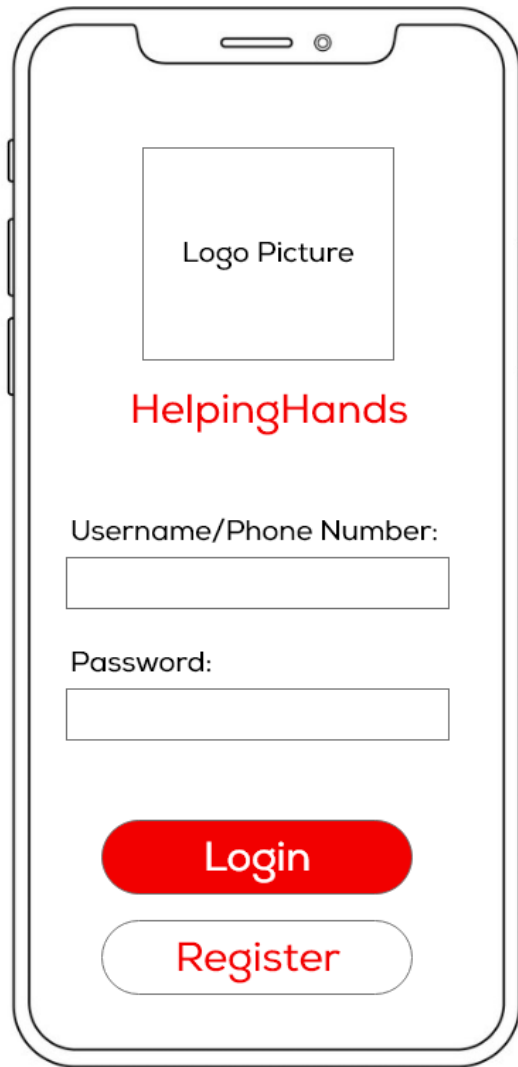 Logo Picture
HelpingHands
Username/Phone Number:
Password:
Login
Register